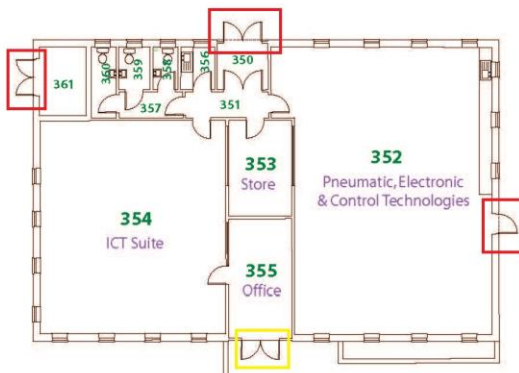 361
360
359
358
356
350
357
351
353
Store
352
Pneumatic, Electronic
& Control Technologies
354
ICT Suite
355
Office